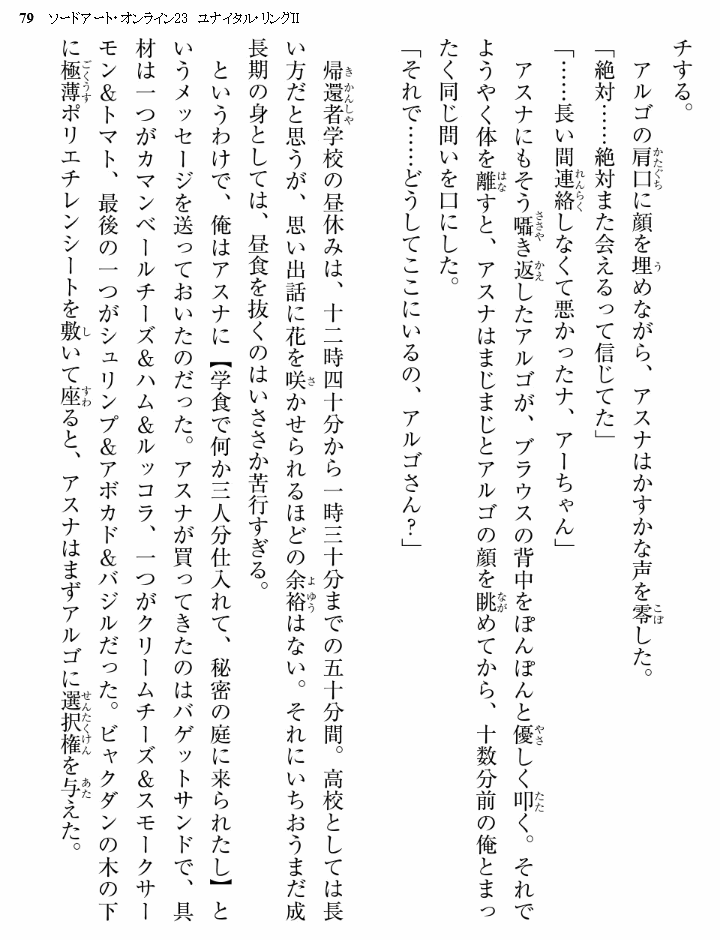 79 ソードアート・オンライン23 ユナイタル・リングII
チする。
アルゴの肩口に顔を埋めながら、アスナはかすかな声を零した。
「絶対……絶対また会えるって信じてた」
「……長い間連絡しなくて悪かったナ、アーちゃん」
アスナにもそう囁き返したアルゴが、ブラウスの背中をぽんぽんと優しく叩く。それで
ようやく体を離すと、アスナはまじまじとアルゴの顔を眺めてから、十数分前の俺とまっ
たく同じ問いを口にした。
「それで……どうしてここにいるの、アルゴさん？」
帰還者学校の昼休みは、十二時四十分から一時三十分までの五十分間。高校としては長
い方だと思うが、思い出話に花を咲かせられるほどの余裕はない。それにいちおうまだ成
長期の身としては、昼食を抜くのはいささか苦行すぎる。
というわけで、俺はアスナに【学食で何か三人分仕入れて、秘密の庭に来られたし】と
いうメッセージを送っておいたのだった。アスナが買ってきたのはバゲットサンドで、具
材は一つがカマンベールチーズ＆ハム＆ルッコラ、一つがクリームチーズ＆スモークサー
モン＆トマト、最後の一つがシュリンプ＆アボカド＆バジルだった。ビャクダンの木の下
に極薄ポリエチレンシートを敷いて座ると、アスナはまずアルゴに選択権を与えた。